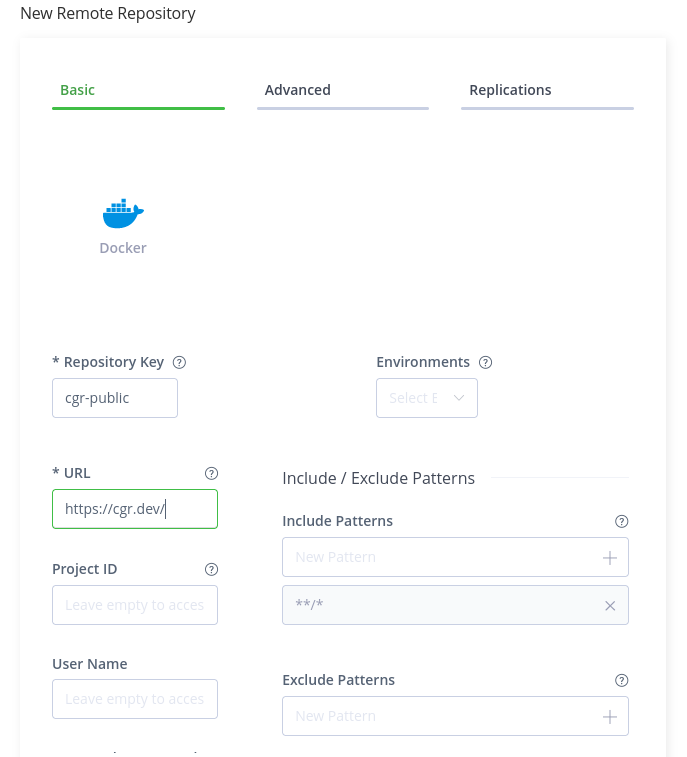 New Remote Repository
Basic
Advanced
Replications
Docker
* Repository Key ?
Environments ?
cgr-public
Select E
* URL ?
https://cgr.dev/
Include / Exclude Patterns
Include Patterns ?
New Pattern
**/*
Project ID ?
Leave empty to acces
User Name
Leave empty to acces
Exclude Patterns ?
New Pattern